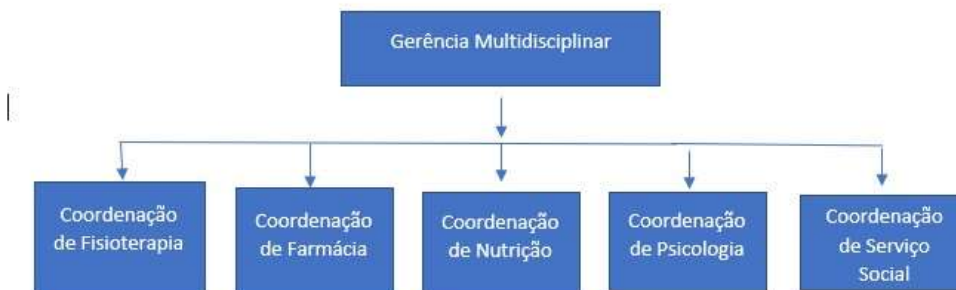 Gerência Multidisciplinar
Coordenação
de Fisioterapia
Coordenação
de Farmácia
Coordenação
de Nutrição
Coordenação
de Psicologia
Coordenação
de Serviço
Social